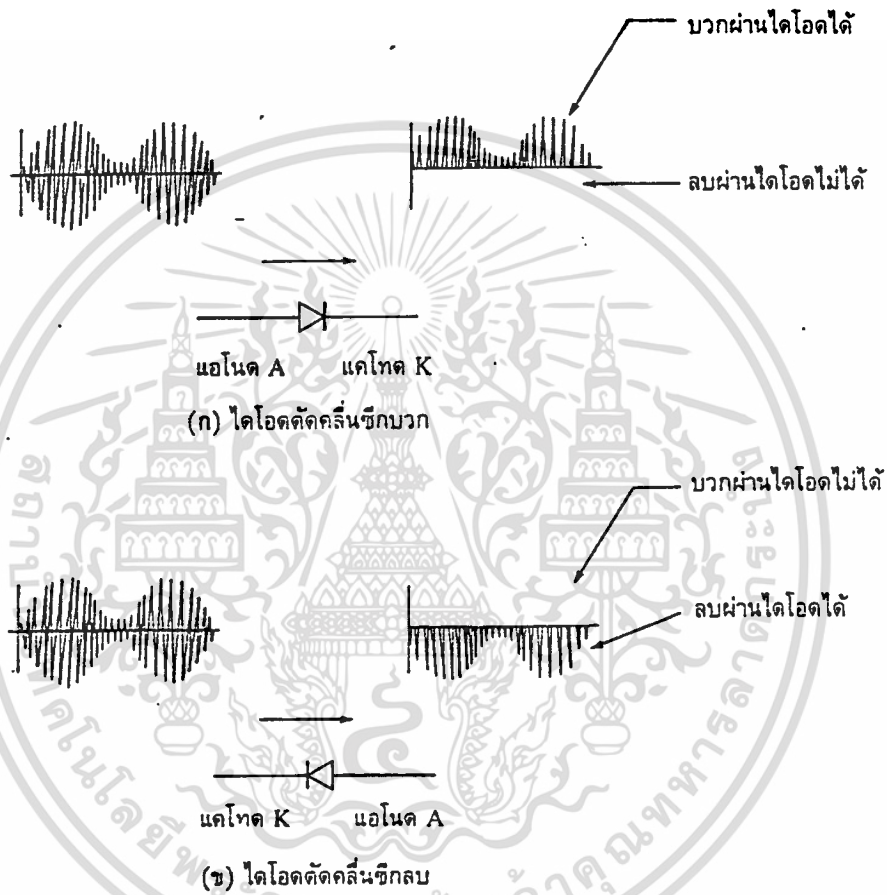 บวกผ่านไดโอดได้
ลบผ่านไดโอดไม่ได้
แอโนด A แคโทด K
(ก) ไดโอดตัดคลื่นซีกบวก
บวกผ่านไดโอดไม่ได้
ลบผ่านไดโอดได้
แคโทด K แอโนด A
(ข) ไดโอดตัดคลื่นซีกลบ